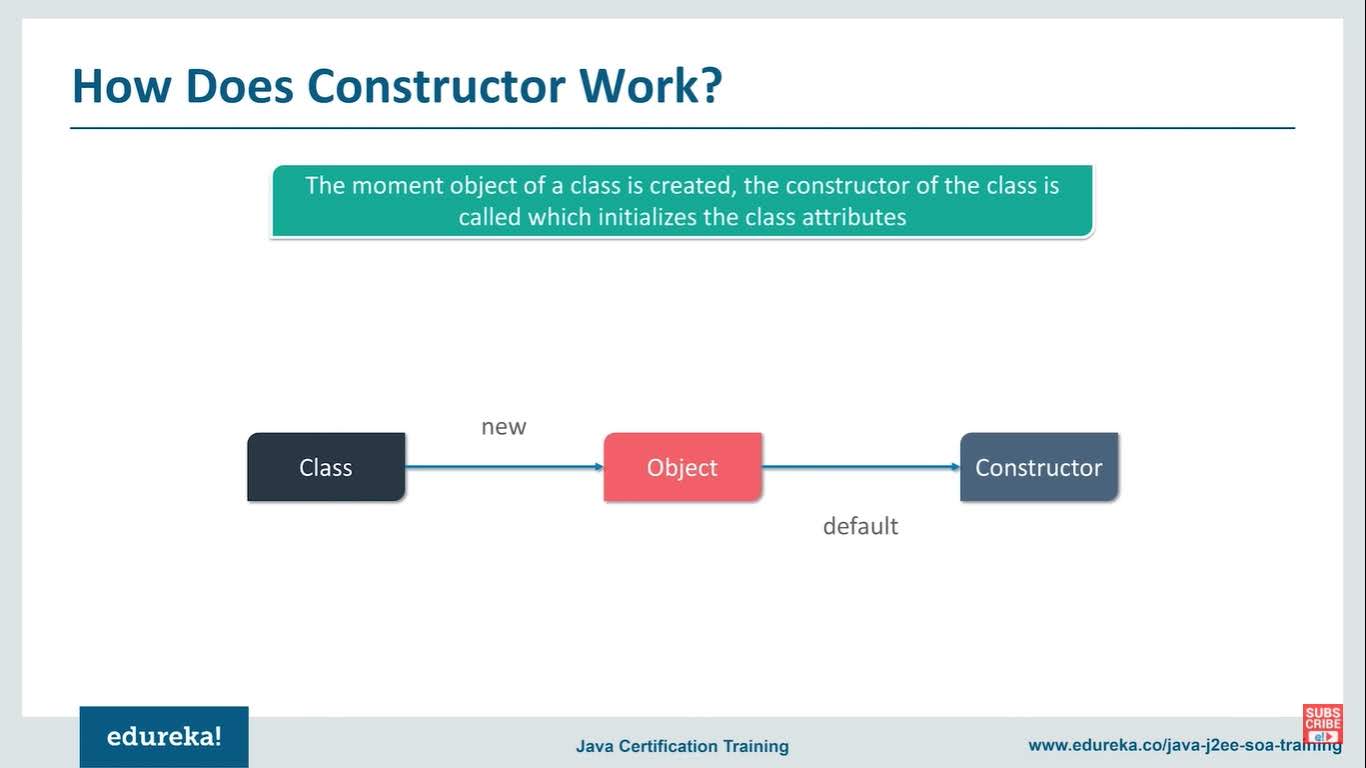 How Does Constructor Work?
The moment object of a class is created, the constructor of the class is
called which initializes the class attributes
new
Class
Object
Constructor
default
edureka!
Java Certification Training
www.edureka.co/java-j2ee-soa-training
SUBS
CRIBE
e!